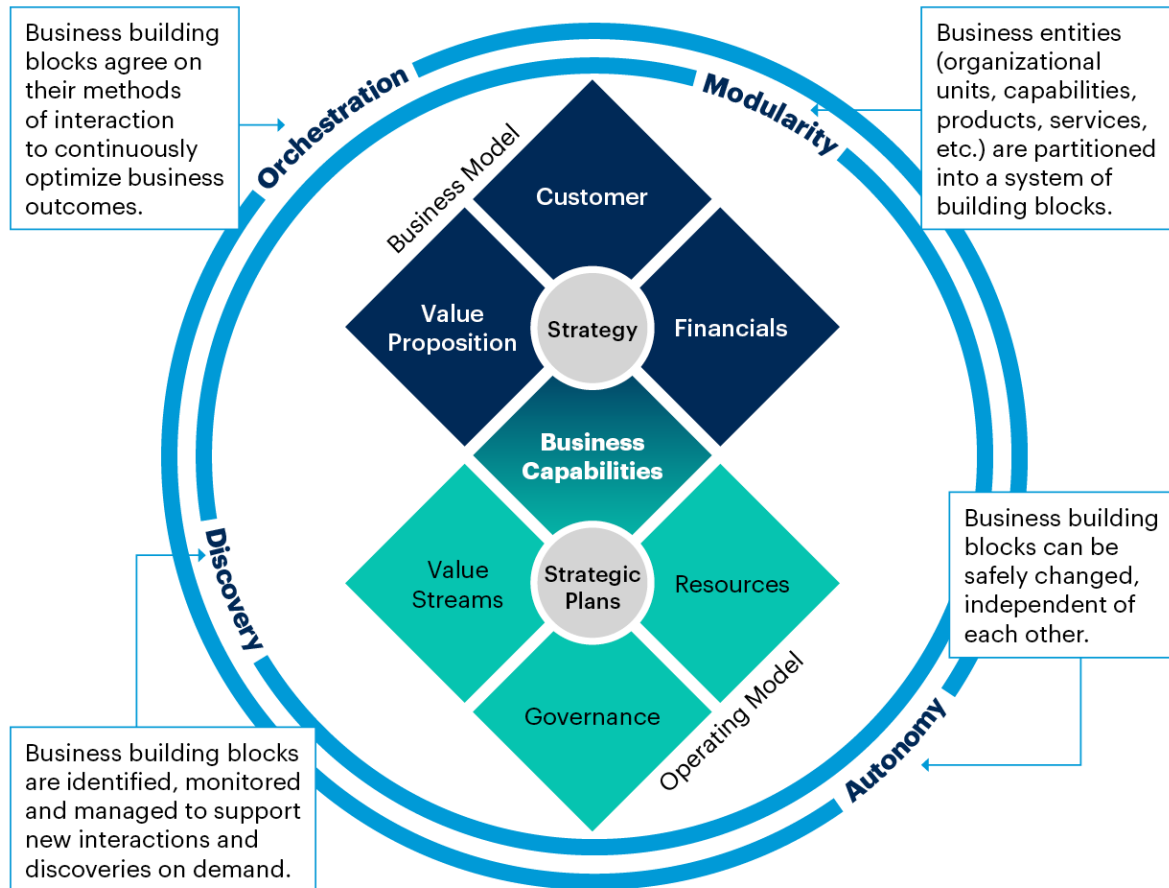 Business building
blocks agree on
their methods
of interaction
to continuously
optimize business
outcomes.
Business entities
(organizational
units, capabilities,
products, services,
etc.) are partitioned
into a system of
building blocks.
Orchestration
Modularity
Business Model
Customer
Value
Proposition
Strategy
Financials
Business
Capabilities
Value
Streams
Strategic
Plans
Resources
Governance
Operating Model
Discovery
Autonomy
Business building
blocks can be
safely changed,
independent of
each other.
Business building blocks
are identified, monitored
and managed to support
new interactions and
discoveries on demand.